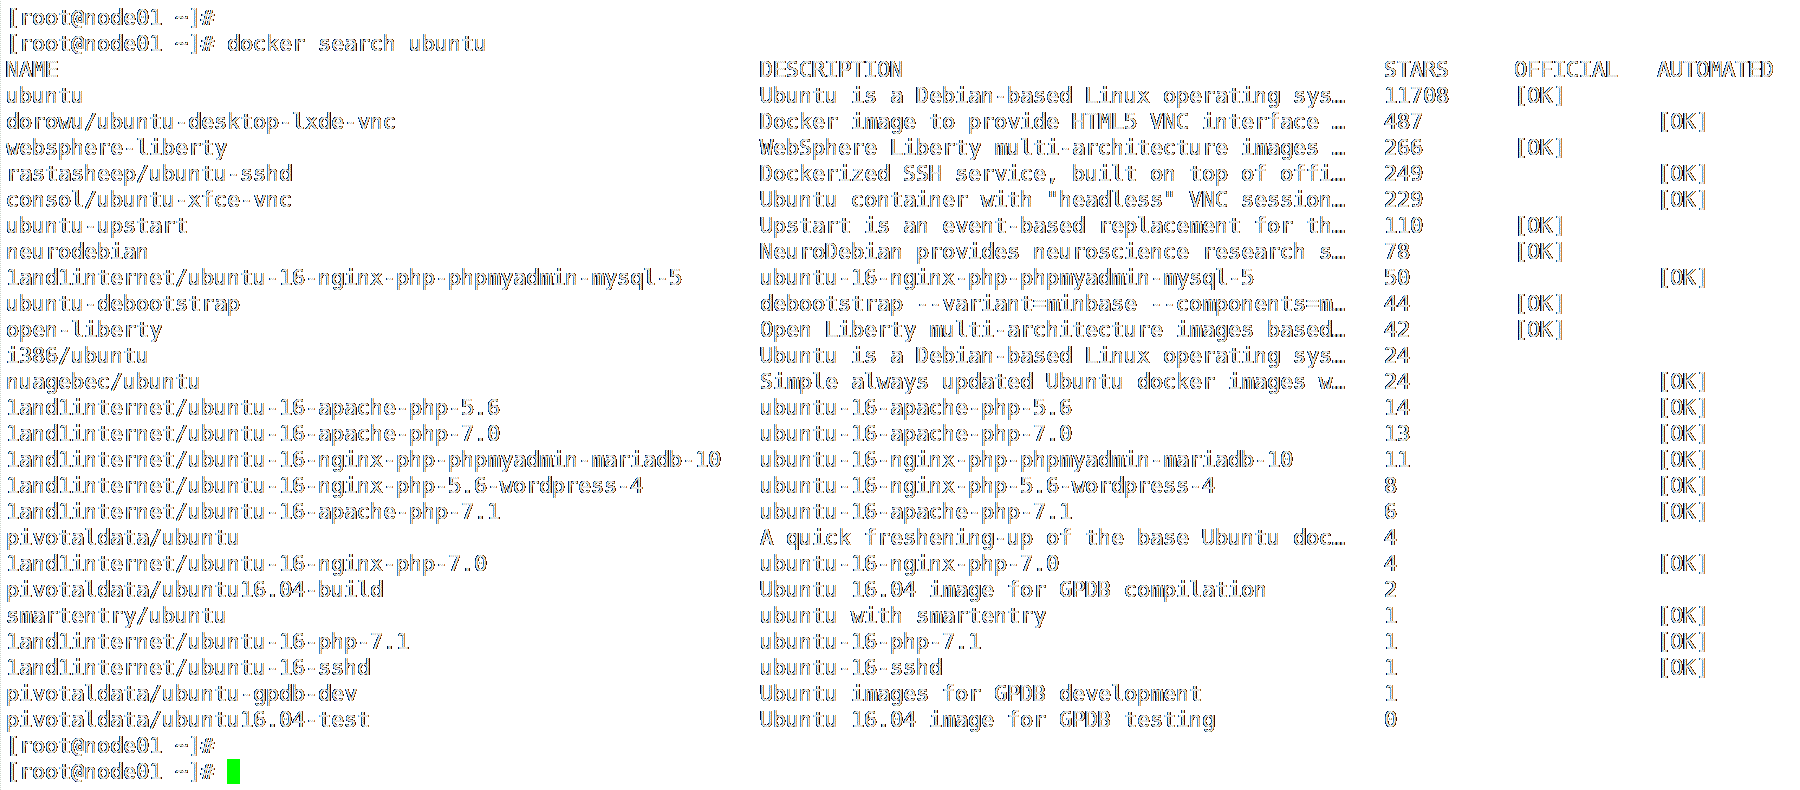 [root@node01 ~]#
[root@node01 ~]# docker search ubuntu
NAME DESCRIPTION STARS OFFICIAL AUTOMATED
ubuntu Ubuntu is a Debian-based Linux operating sys… 11708 [OK]
dorowu/ubuntu-desktop-lxde-vnc Docker image to provide HTML5 VNC interface … 487 [OK]
websphere-liberty WebSphere Liberty multi-architecture images … 266 [OK]
rastasheep/ubuntu-sshd Dockerized SSH service, built on top of offi… 249 [OK]
consol/ubuntu-xfce-vnc Ubuntu container with "headless" VNC session… 229 [OK]
ubuntu-upstart Upstart is an event-based replacement for th… 110 [OK]
neurodebian NeuroDebian provides neuroscience research s… 78 [OK]
1and1internet/ubuntu-16-nginx-php-phpmyadmin-mysql-5 ubuntu-16-nginx-php-phpmyadmin-mysql-5 50 [OK]
ubuntu-debootstrap debootstrap --variant=minbase --components=m… 44 [OK]
open-liberty Open Liberty multi-architecture images based… 42 [OK]
i386/ubuntu Ubuntu is a Debian-based Linux operating sys… 24
nuagebec/ubuntu Simple always updated Ubuntu docker images w… 24 [OK]
1and1internet/ubuntu-16-apache-php-5.6 ubuntu-16-apache-php-5.6 14 [OK]
1and1internet/ubuntu-16-apache-php-7.0 ubuntu-16-apache-php-7.0 13 [OK]
1and1internet/ubuntu-16-nginx-php-phpmyadmin-mariadb-10 ubuntu-16-nginx-php-phpmyadmin-mariadb-10 11 [OK]
1and1internet/ubuntu-16-nginx-php-5.6-wordpress-4 ubuntu-16-nginx-php-5.6-wordpress-4 8 [OK]
1and1internet/ubuntu-16-apache-php-7.1 ubuntu-16-apache-php-7.1 6 [OK]
pivotaldata/ubuntu A quick freshening-up of the base Ubuntu doc… 4
1and1internet/ubuntu-16-nginx-php-7.0 ubuntu-16-nginx-php-7.0 4 [OK]
pivotaldata/ubuntu16.04-build Ubuntu 16.04 image for GPDB compilation 2
smartentry/ubuntu ubuntu with smartentry 1 [OK]
1and1internet/ubuntu-16-php-7.1 ubuntu-16-php-7.1 1 [OK]
1and1internet/ubuntu-16-sshd ubuntu-16-sshd 1 [OK]
pivotaldata/ubuntu-gpdb-dev Ubuntu images for GPDB development 1
pivotaldata/ubuntu16.04-test Ubuntu 16.04 image for GPDB testing 0
[root@node01 ~]#
[root@node01 ~]#